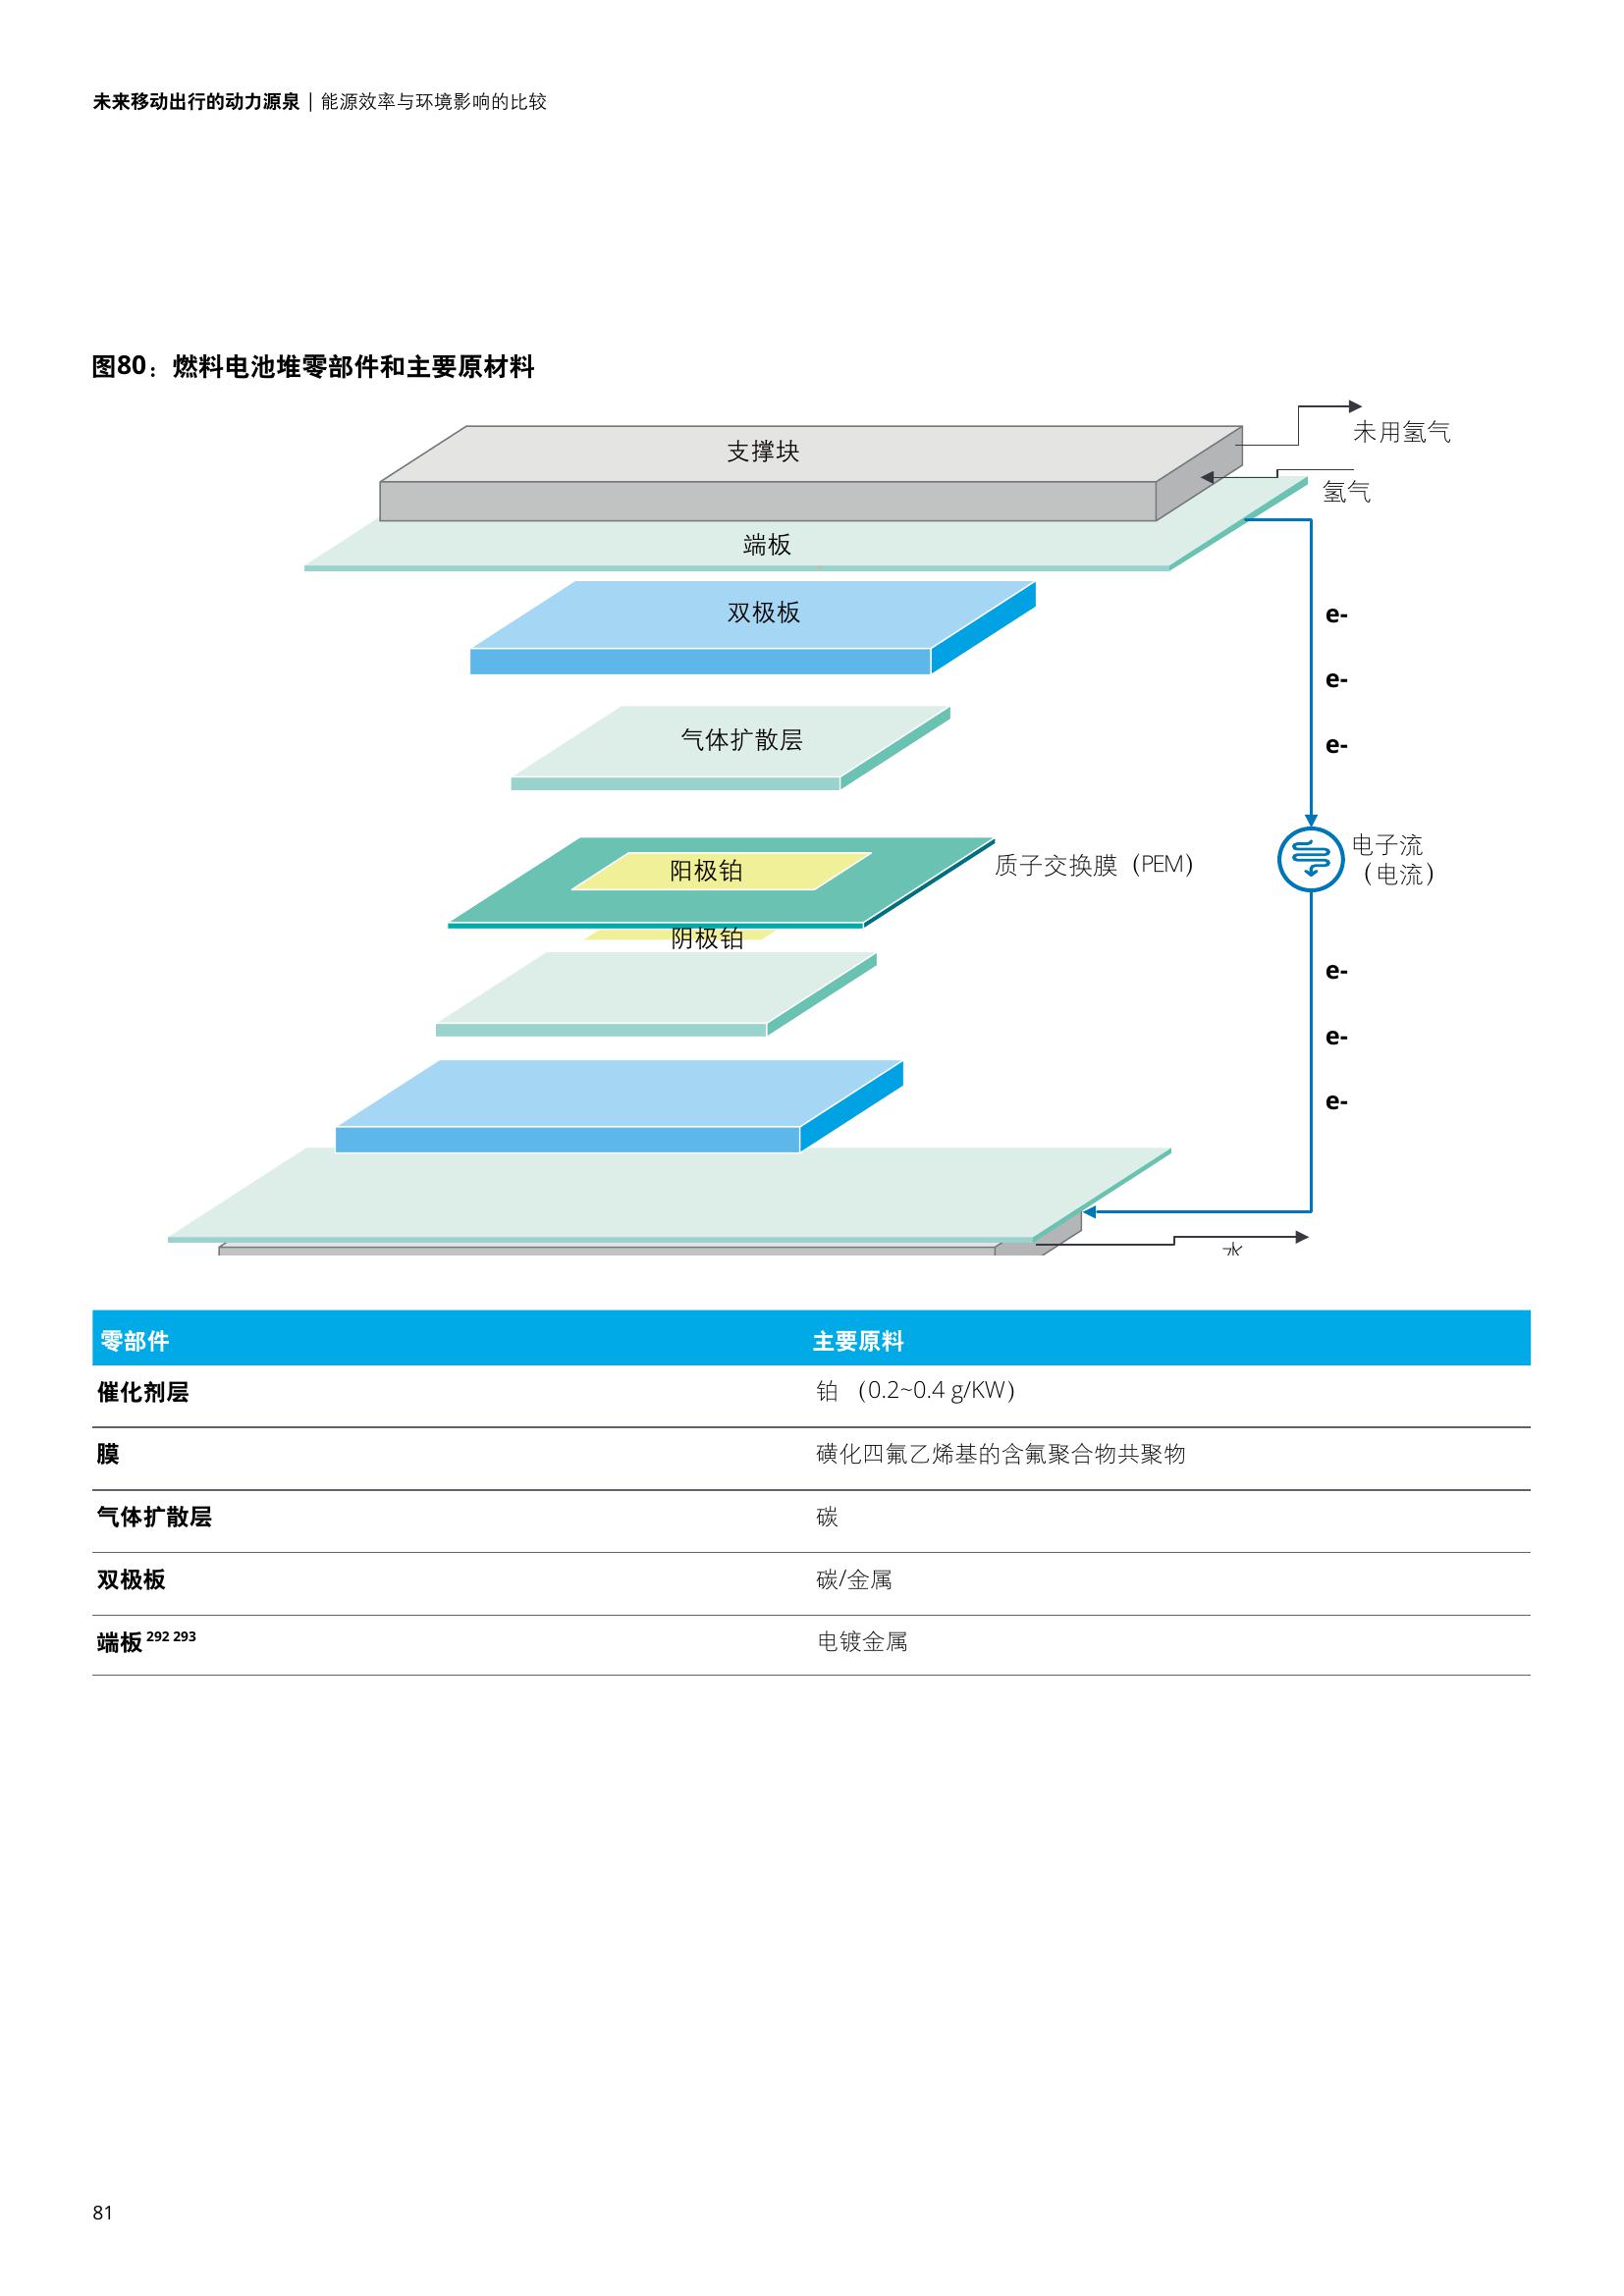 未来移动出行的动力源泉 | 能源效率与环境影响的比较
图80：燃料电池堆零部件和主要原材料
未用氢气
支撑块
氢气
端板
双极板
e-
e-
气体扩散层
e-
电子流
（电流）
质子交换膜（PEM）
阳极铂
阴极铂
e-
e-
e-
水
零部件 主要原料
催化剂层 铂 （0.2~0.4 g/KW）
膜 磺化四氟乙烯基的含氟聚合物共聚物
气体扩散层 碳
双极板 碳/金属
端板 292 293 电镀金属
81